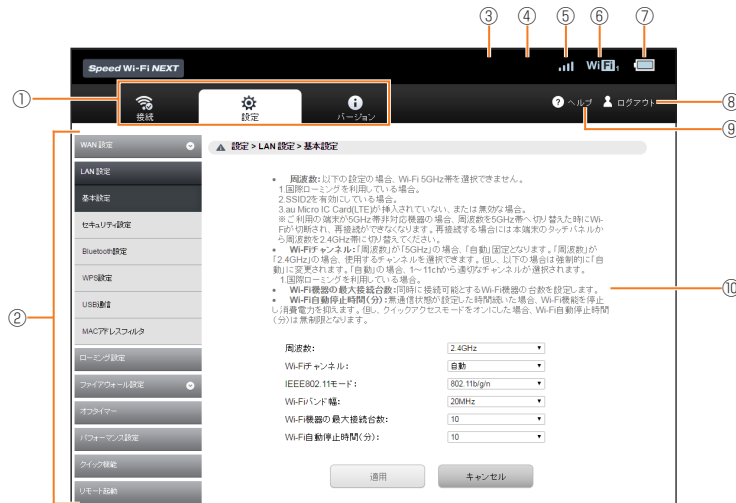 ③ ④ ⑤ ⑥ ⑦
Speed Wi-Fi NEXT
WiFi1
①
接続
設定
バージョン
? ヘルプ
ログアウト
⑧
⑨
②
WAN 設定
LAN 設定
基本設定
セキュリティ設定
Bluetooth設定
WPS設定
USB通信
MACアドレスフィルタ
ローミング設定
ファイアウォール設定
オフタイマー
パフォーマンス設定
クイック機能
リモート起動
設定 > LAN 設定 > 基本設定
• 周波数:以下の設定の場合、Wi-Fi 5GHz帯を選択できません。
1.国際ローミングを利用している場合。
2.SSID2を有効にしている場合。
3.au Micro IC Card(LTE)が挿入されていない、または無効な場合。
※ご利用の端末が5GHz帯非対応機器の場合、周波数を5GHz帯へ切り替えた時にWi-
Fiが切断され、再接続ができなくなります。再接続する場合には本端末のタッチパネルか
ら周波数を2.4GHz帯に切り替えてください。
• Wi-Fiチャンネル:「周波数」が「5GHz」の場合、「自動」固定となります。「周波数」が
「2.4GHz」の場合、使用するチャンネルを選択できます。但し、以下の場合は強制的に「自
動」に変更されます。「自動」の場合、1～11chから適切なチャンネルが選択されます。
1.国際ローミングを利用している場合。
• Wi-Fi機器の最大接続台数:同時に接続可能とするWi-Fi機器の台数を設定します。
• Wi-Fi自動停止時間(分):無通信状態が設定した時間続いた場合、Wi-Fi機能を停止
し消費電力を抑えます。但し、クイックアクセスモードをオンにした場合、Wi-Fi自動停止時間
(分)は無制限となります。
⑩
周波数: 2.4GHz
Wi-Fiチャンネル: 自動
IEEE802.11モード: 802.11b/g/n
Wi-Fiバンド幅: 20MHz
Wi-Fi機器の最大接続台数: 10
Wi-Fi自動停止時間(分): 10
適用 キャンセル